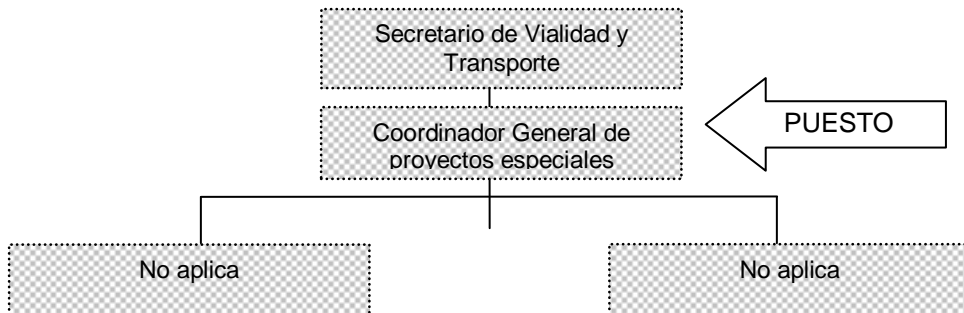 Secretario de Vialidad y
Transporte
Coordinador General de
proyectos especiales
PUESTO
No aplica
No aplica